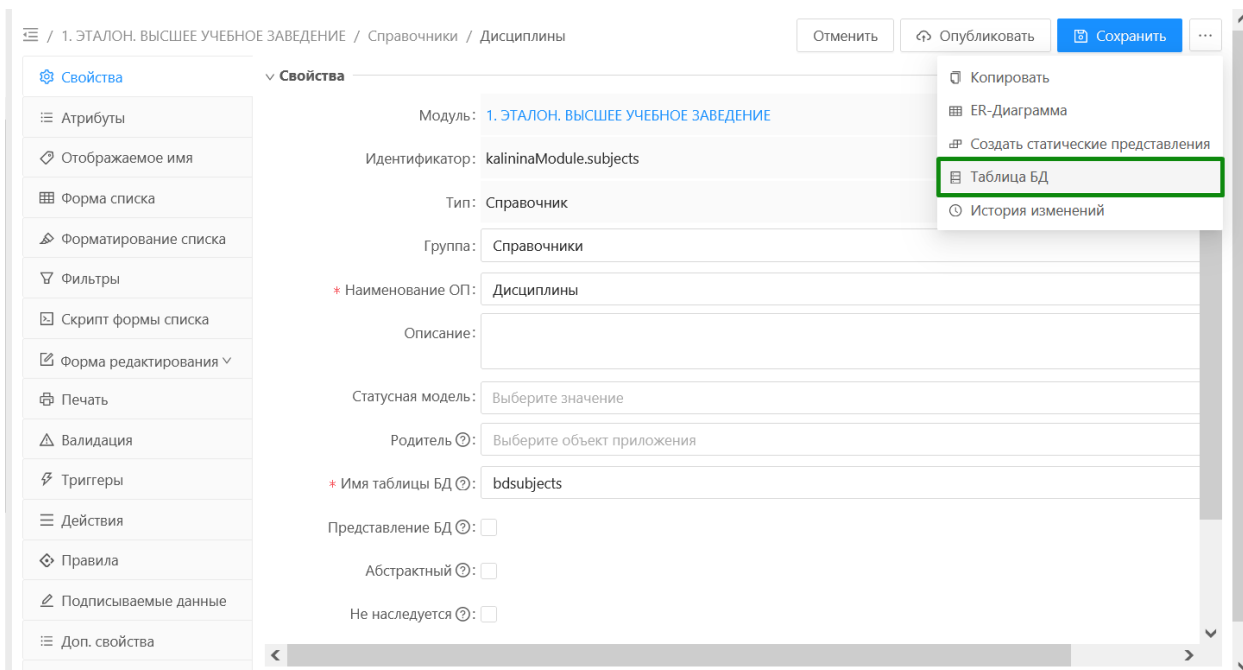 / 1. ЭТАЛОН. ВЫСШЕЕ УЧЕБНОЕ ЗАВЕДЕНИЕ / Справочники / Дисциплины
Отменить
Опубликовать
Сохранить
...
Свойства
Атрибуты
Отображаемое имя
Форма списка
Форматирование списка
Фильтры
Скрипт формы списка
Форма редактирования
Печать
Валидация
Триггеры
Действия
Правила
Подписываемые данные
Доп. свойства
Свойства
Модуль: 1. ЭТАЛОН. ВЫСШЕЕ УЧЕБНОЕ ЗАВЕДЕНИЕ
Идентификатор: kalininaModule.subjects
Тип: Справочник
Группа: Справочники
* Наименование ОП: Дисциплины
Описание:
Статусная модель: Выберите значение
Родитель ?: Выберите объект приложения
* Имя таблицы БД ?: bdsubjects
Представление БД ?:
Абстрактный ?:
Не наследуется ?:
Копировать
ER-Диаграмма
Создать статические представления
Таблица БД
История изменений